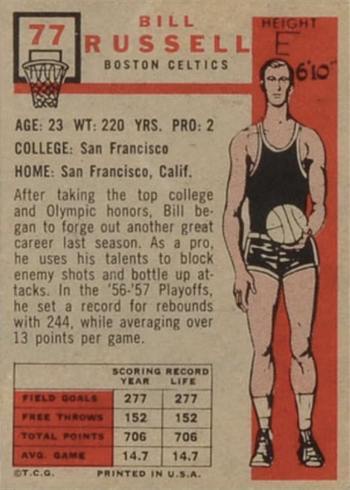 77
BILL
RUSSELL
BOSTON CELTICS
HEIGHT
E
6'10"
AGE: 23 WT: 220 YRS. PRO: 2
COLLEGE: San Francisco
HOME: San Francisco, Calif.
After taking the top college
and Olympic honors, Bill be-
gan to forge out another great
career last season. As a pro,
he uses his talents to block
enemy shots and bottle up at-
tacks. In the '56-'57 Playoffs,
he set a record for rebounds
with 244, while averaging over
13 points per game.
SCORING RECORD
YEAR LIFE
FIELD GOALS 277 277
FREE THROWS 152 152
TOTAL POINTS 706 706
AVG. GAME 14.7 14.7
©T.C.G. PRINTED IN U.S.A.